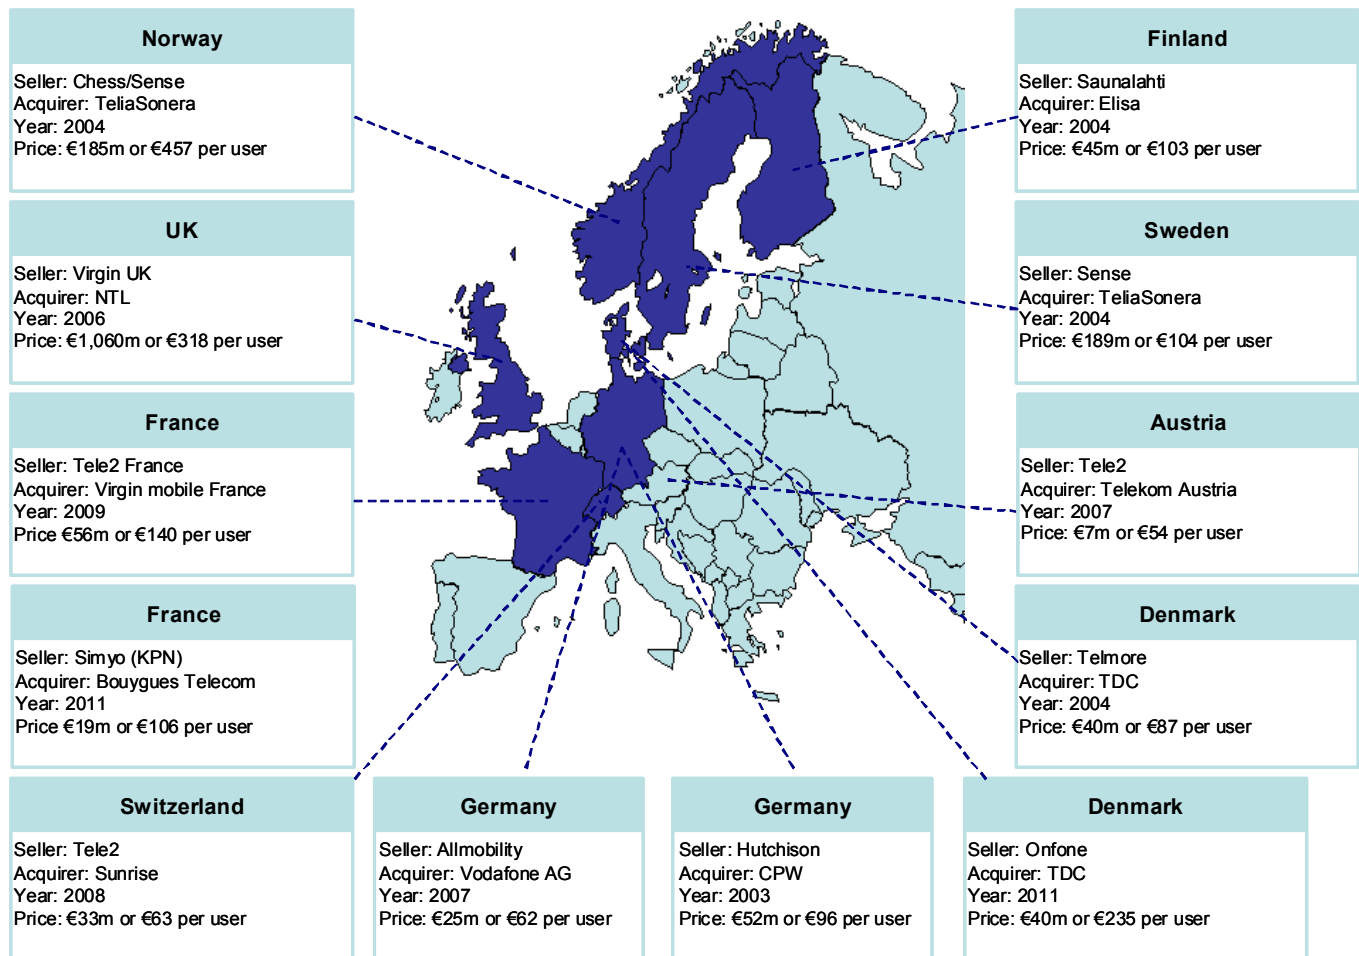 Norway
Seller: Chess/Sense
Acquirer: TeliaSonera
Year: 2004
Price: €185m or €457 per user
UK
Seller: Virgin UK
Acquirer: NTL
Year: 2006
Price: €1,060m or €318 per user
France
Seller: Tele2 France
Acquirer: Virgin mobile France
Year: 2009
Price €56m or €140 per user
France
Seller: Simyo (KPN)
Acquirer: Bouygues Telecom
Year: 2011
Price €19m or €106 per user
Switzerland
Seller: Tele2
Acquirer: Sunrise
Year: 2008
Price: €33m or €63 per user
Germany
Seller: Allmobility
Acquirer: Vodafone AG
Year: 2007
Price: €25m or €62 per user
Germany
Seller: Hutchison
Acquirer: CPW
Year: 2003
Price: €52m or €96 per user
Denmark
Seller: Onfone
Acquirer: TDC
Year: 2011
Price: €40m or €235 per user
Finland
Seller: Saunalahti
Acquirer: Elisa
Year: 2004
Price: €45m or €103 per user
Sweden
Seller: Sense
Acquirer: TeliaSonera
Year: 2004
Price: €189m or €104 per user
Austria
Seller: Tele2
Acquirer: Telekom Austria
Year: 2007
Price: €7m or €54 per user
Denmark
Seller: Telmore
Acquirer: TDC
Year: 2004
Price: €40m or €87 per user